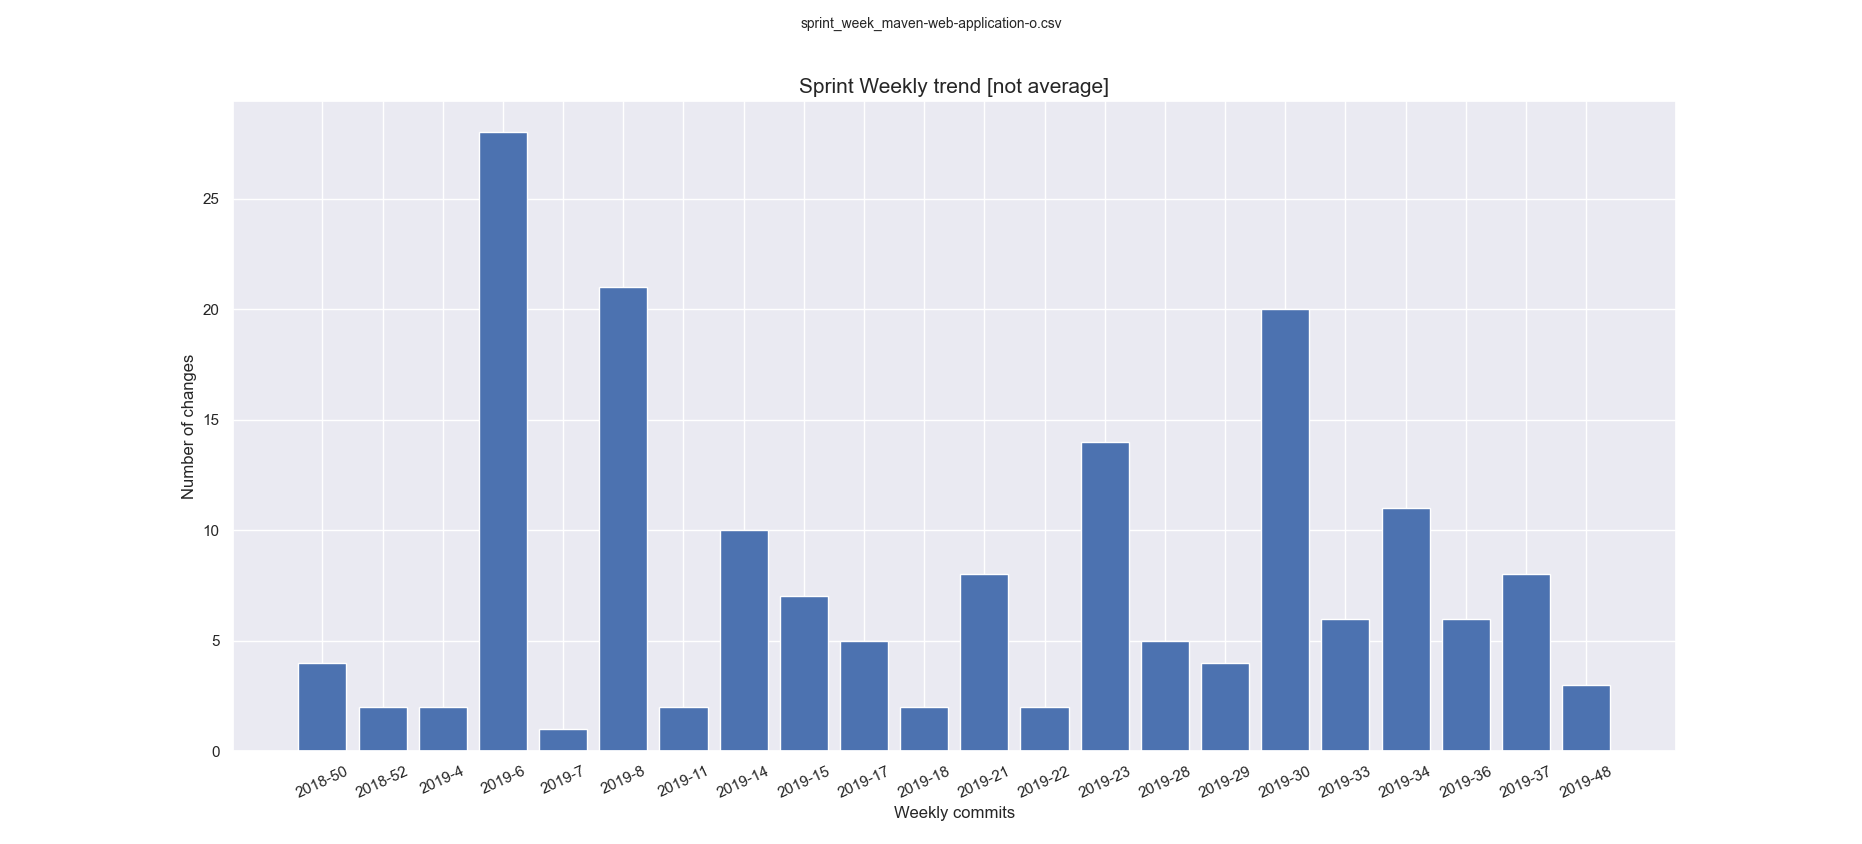 sprint_week_maven-web-application-o.csv
Sprint Weekly trend [not average]
25
20
15
10
5
0
Number of changes
2018-50 2018-52 2019-4 2019-6 2019-7 2019-8 2019-11 2019-14 2019-15 2019-17 2019-18 2019-21 2019-22 2019-23 2019-28 2019-29 2019-30 2019-33 2019-34 2019-36 2019-37 2019-48
Weekly commits